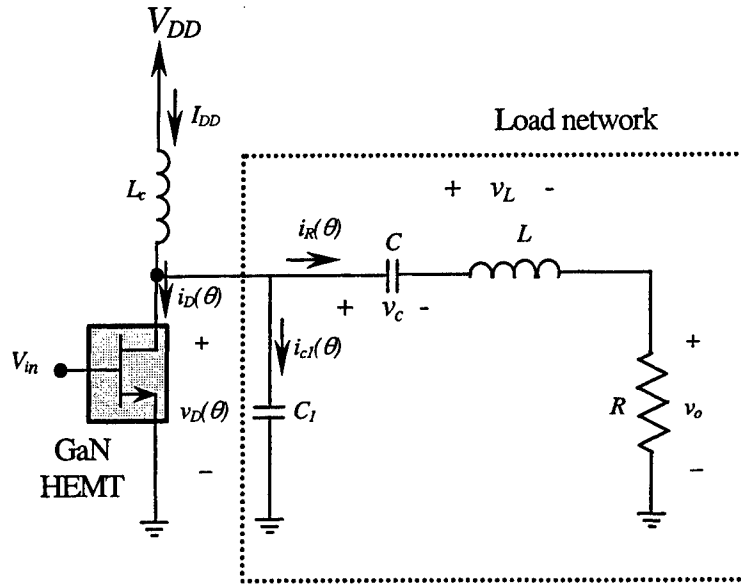 V_DD
I_DD
Load network
L_c
+ v_L -
i_R(θ)
C
L
i_D(θ)
+ v_c -
V_in
+
i_c1(θ)
+
v_D(θ)
C_1
R
v_o
GaN
HEMT
-
-